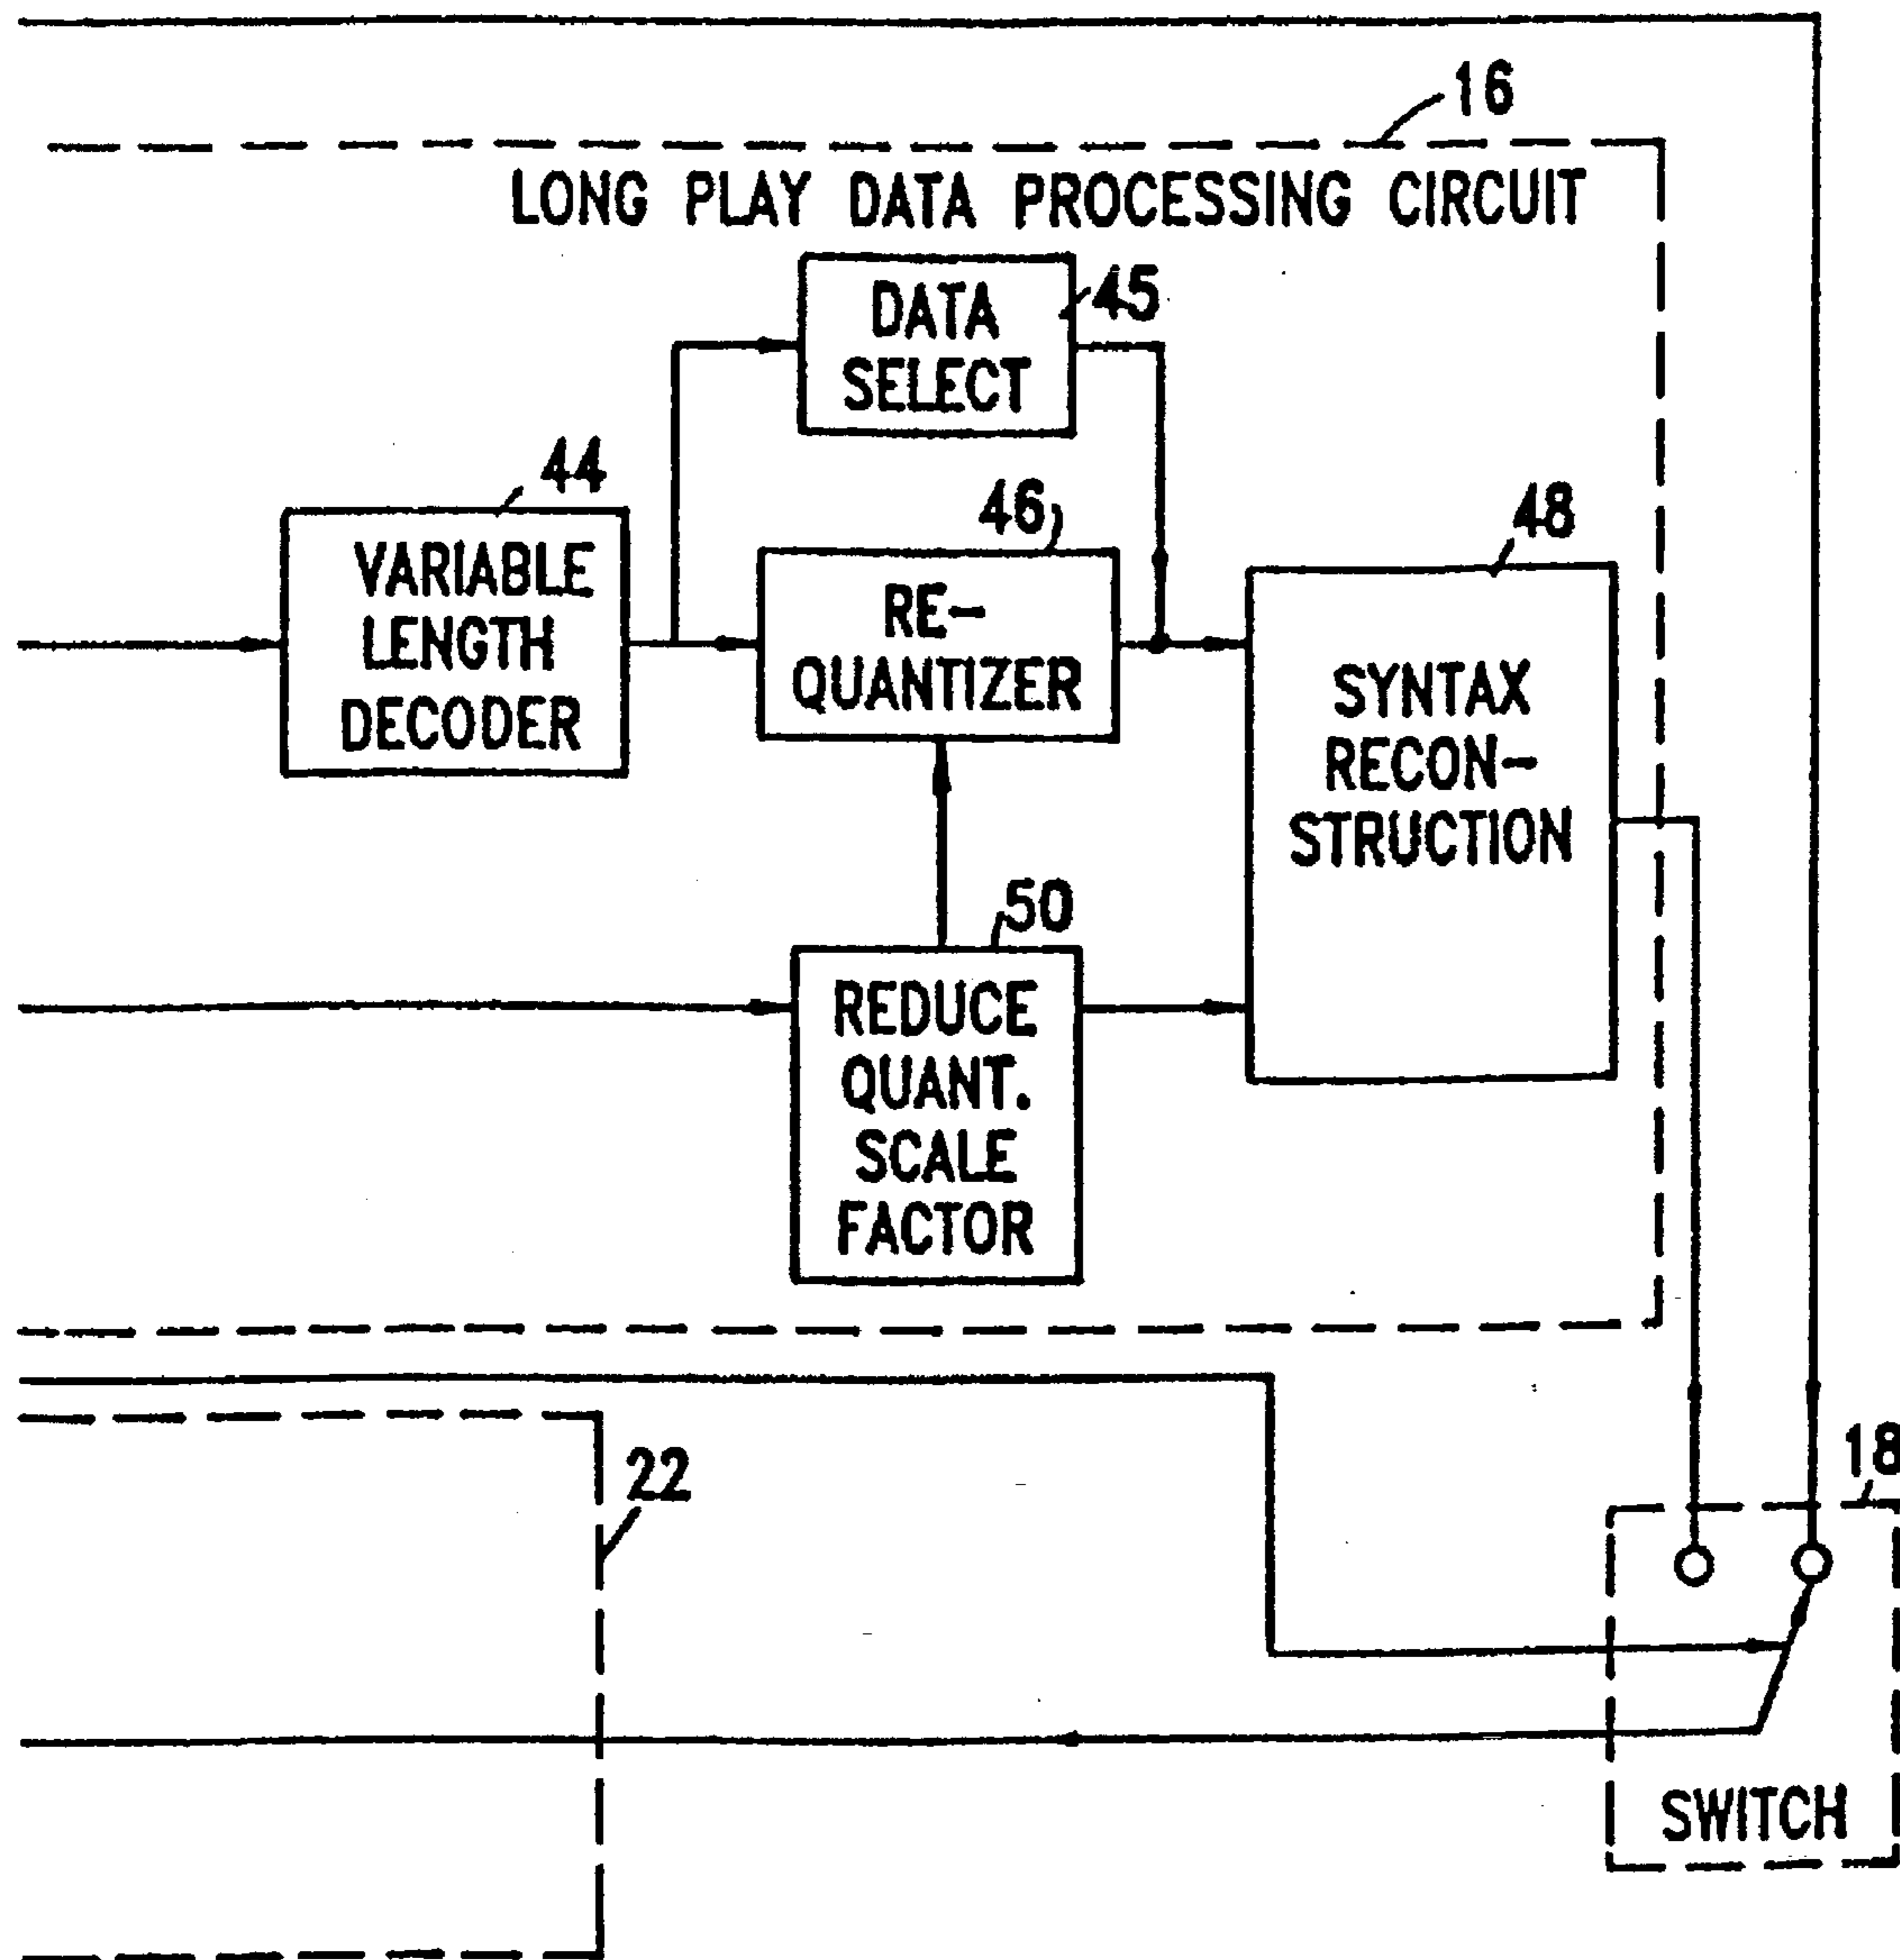 16
LONG PLAY DATA PROCESSING CIRCUIT
DATA
SELECT
45
44
VARIABLE
LENGTH
DECODER
46
RE-
QUANTIZER
48
SYNTAX
RECON-
STRUCTION
50
REDUCE
QUANT.
SCALE
FACTOR
22
18
SWITCH